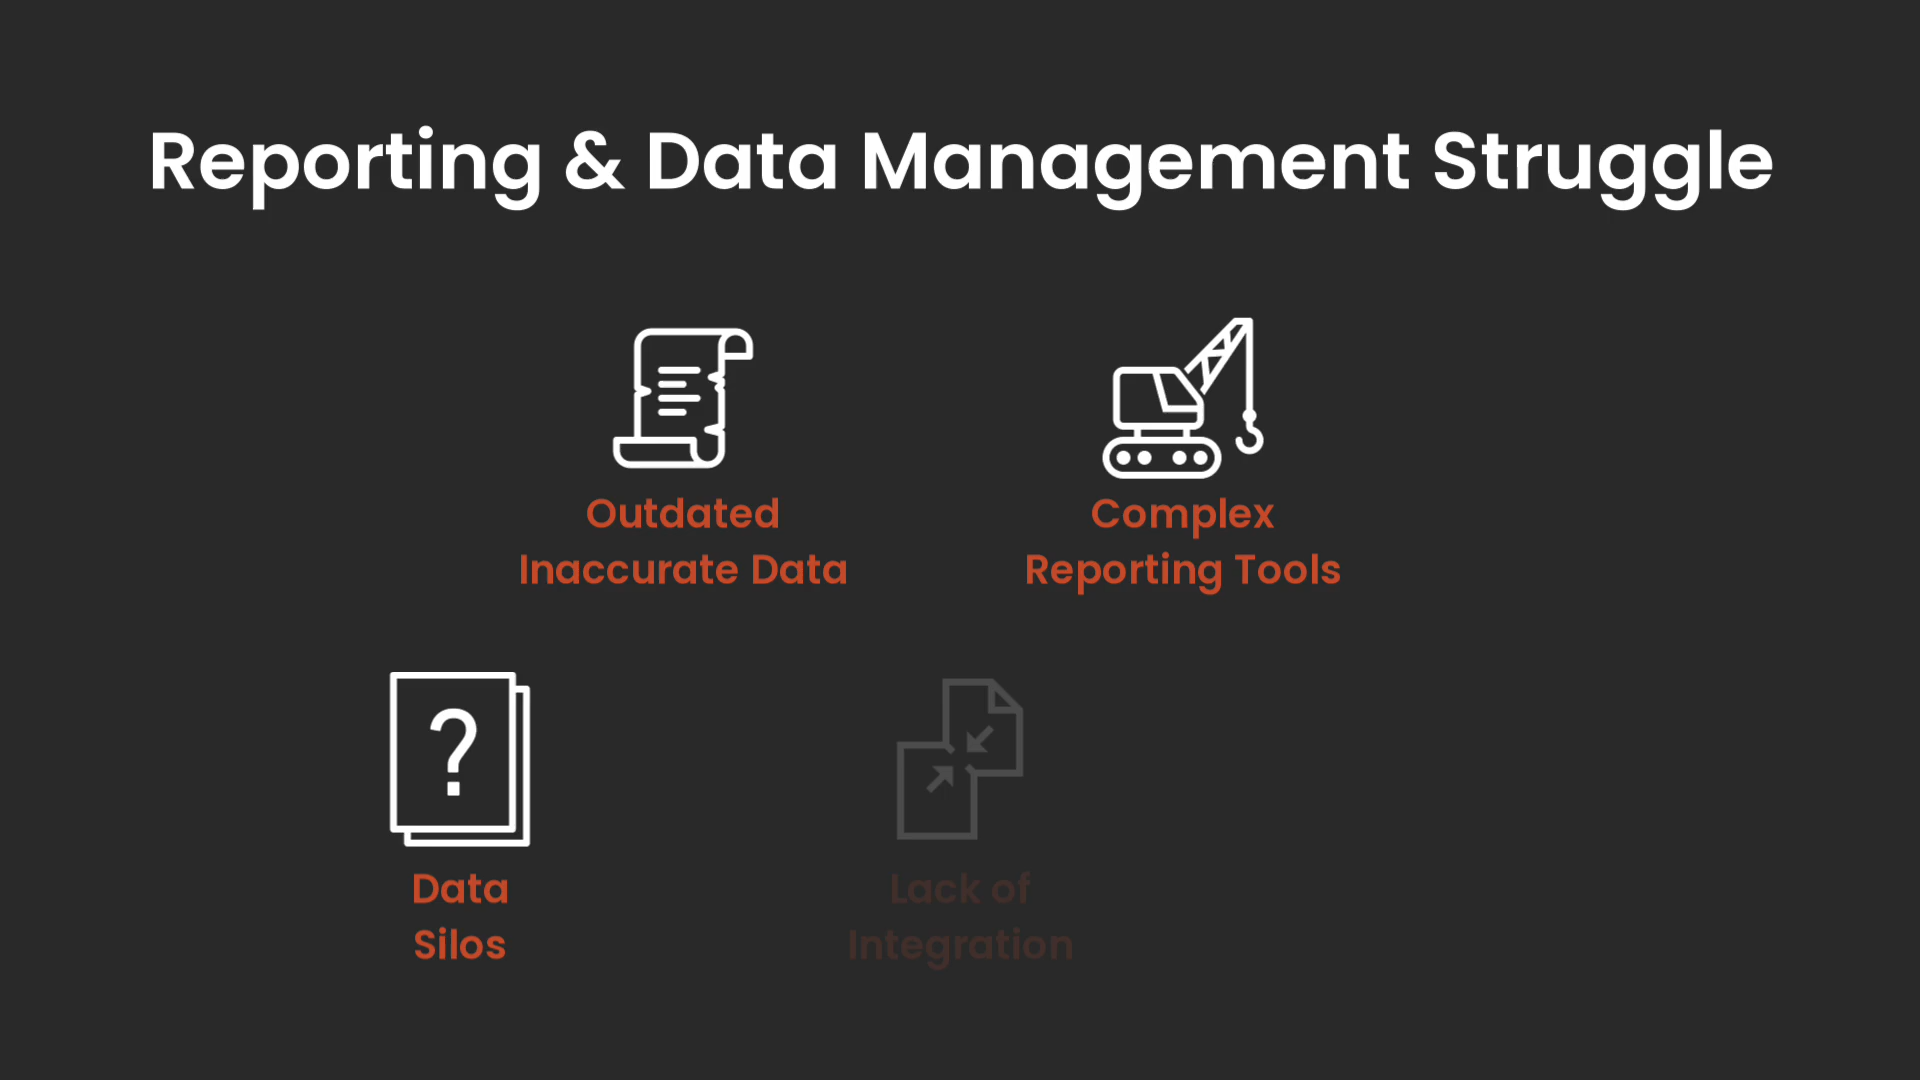 Reporting & Data Management Struggle
Outdated
Inaccurate Data
Complex
Reporting Tools
?
Data
Silos
Lack of
Integration